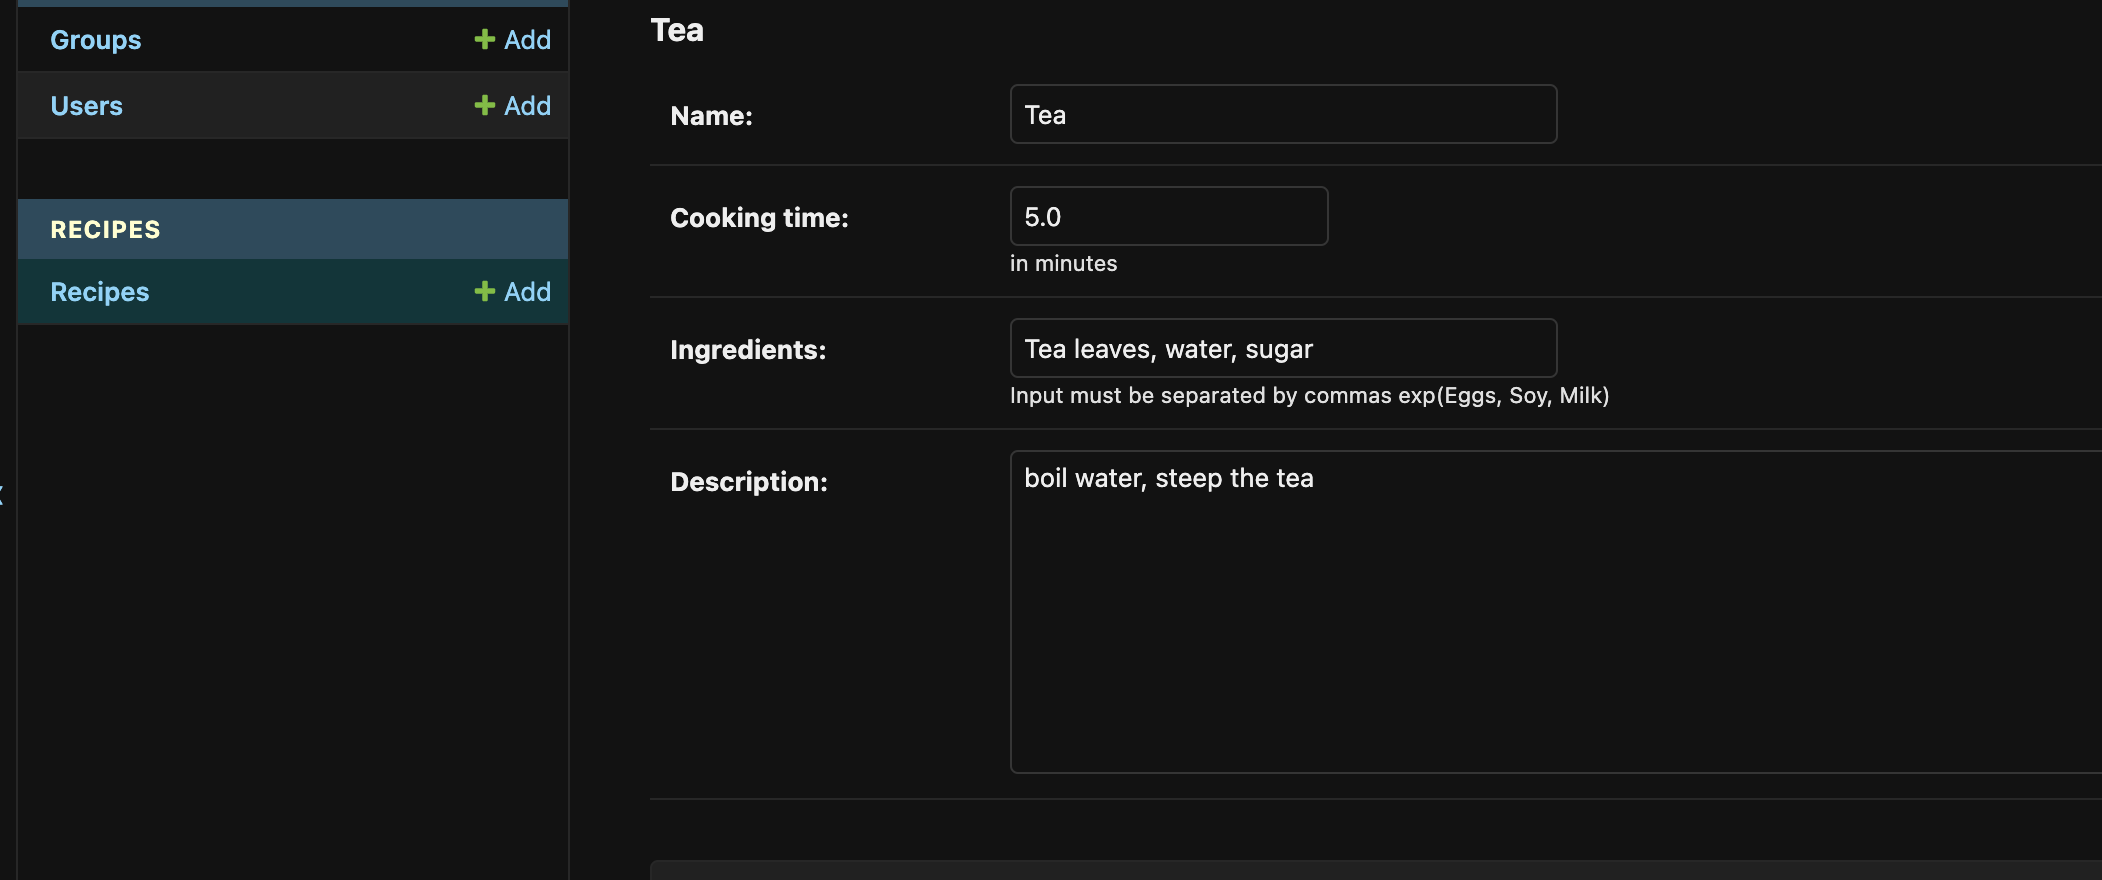 Groups
Add
Users
Add
RECIPES
Recipes
Add
Tea
Name:
Tea
Cooking time:
5.0
in minutes
Ingredients:
Tea leaves, water, sugar
Input must be separated by commas exp(Eggs, Soy, Milk)
Description:
boil water, steep the tea